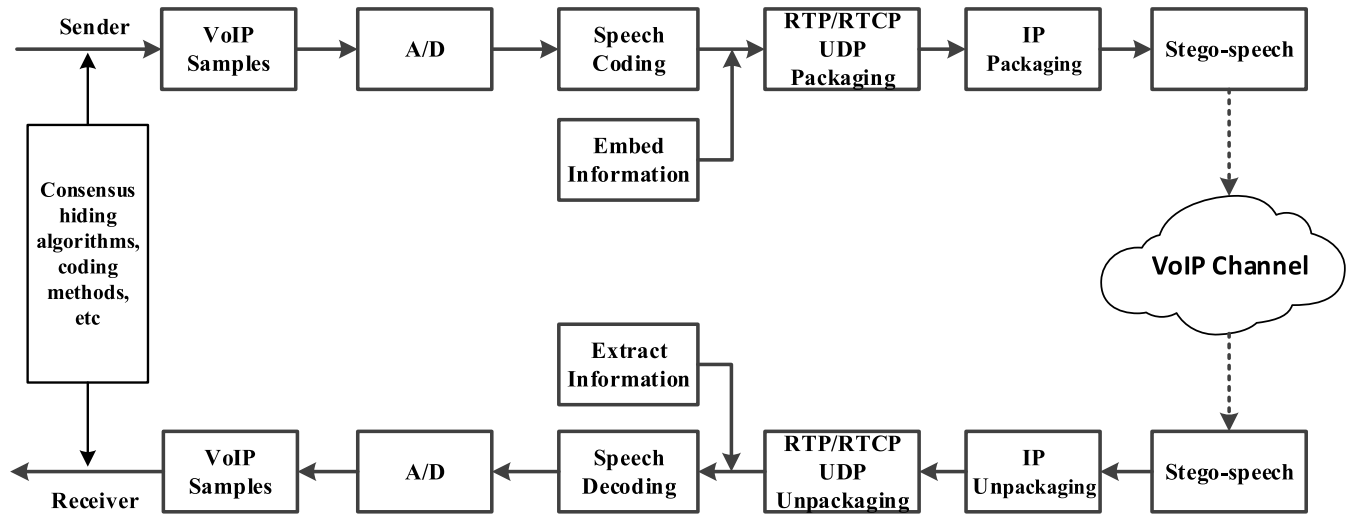 Sender
VoIP
Samples
A/D
Speech
Coding
RTP/RTCP
UDP
Packaging
IP
Packaging
Stego-speech
Embed
Information
Consensus
hiding
algorithms,
coding
methods,
etc
VoIP Channel
Extract
Information
Receiver
VoIP
Samples
A/D
Speech
Decoding
RTP/RTCP
UDP
Unpackaging
IP
Unpackaging
Stego-speech